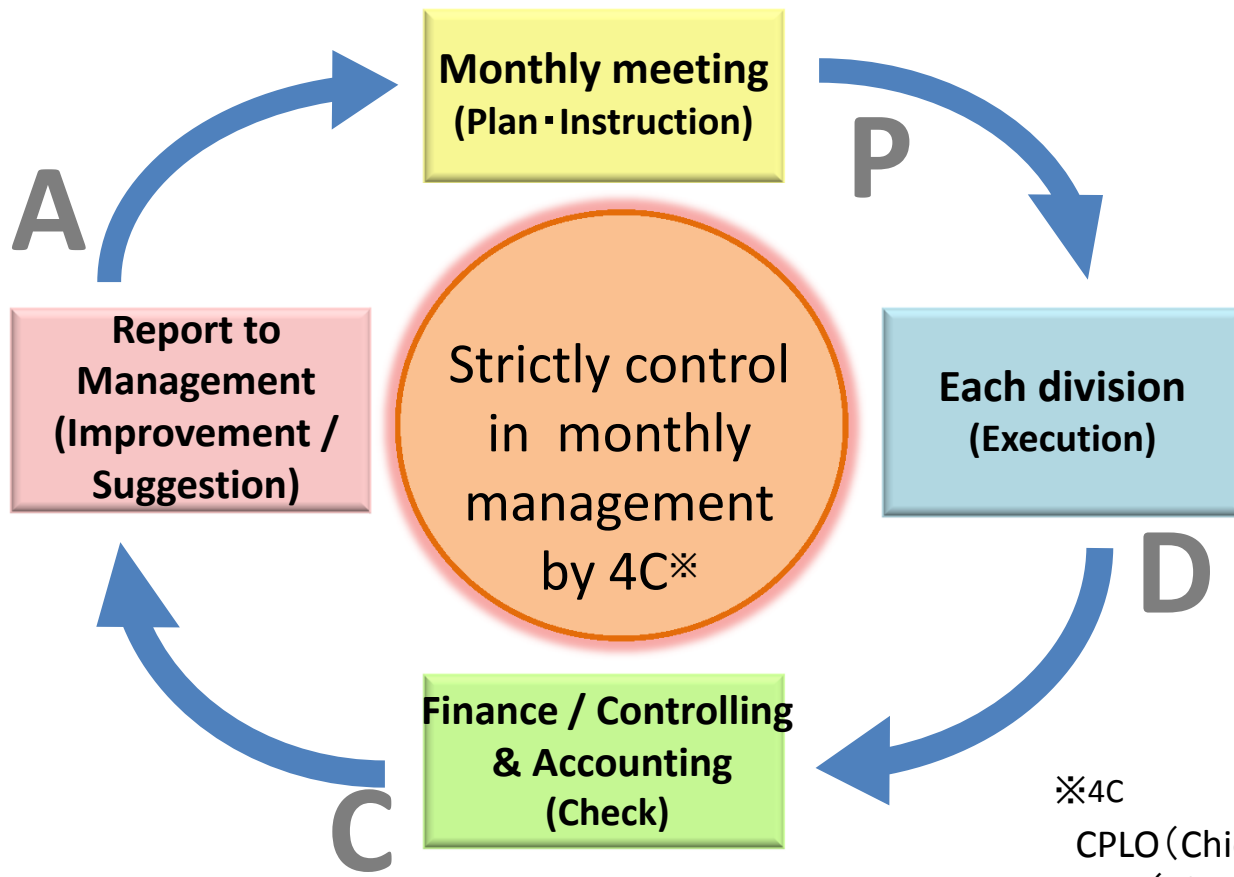 Monthly meeting
(Plan・Instruction)
P
A
Report to
Management
(Improvement /
Suggestion)
Strictly control
in monthly
management
by 4C※
Each division
(Execution)
D
Finance / Controlling
& Accounting
(Check)
C
※4C
CPLO（Chi